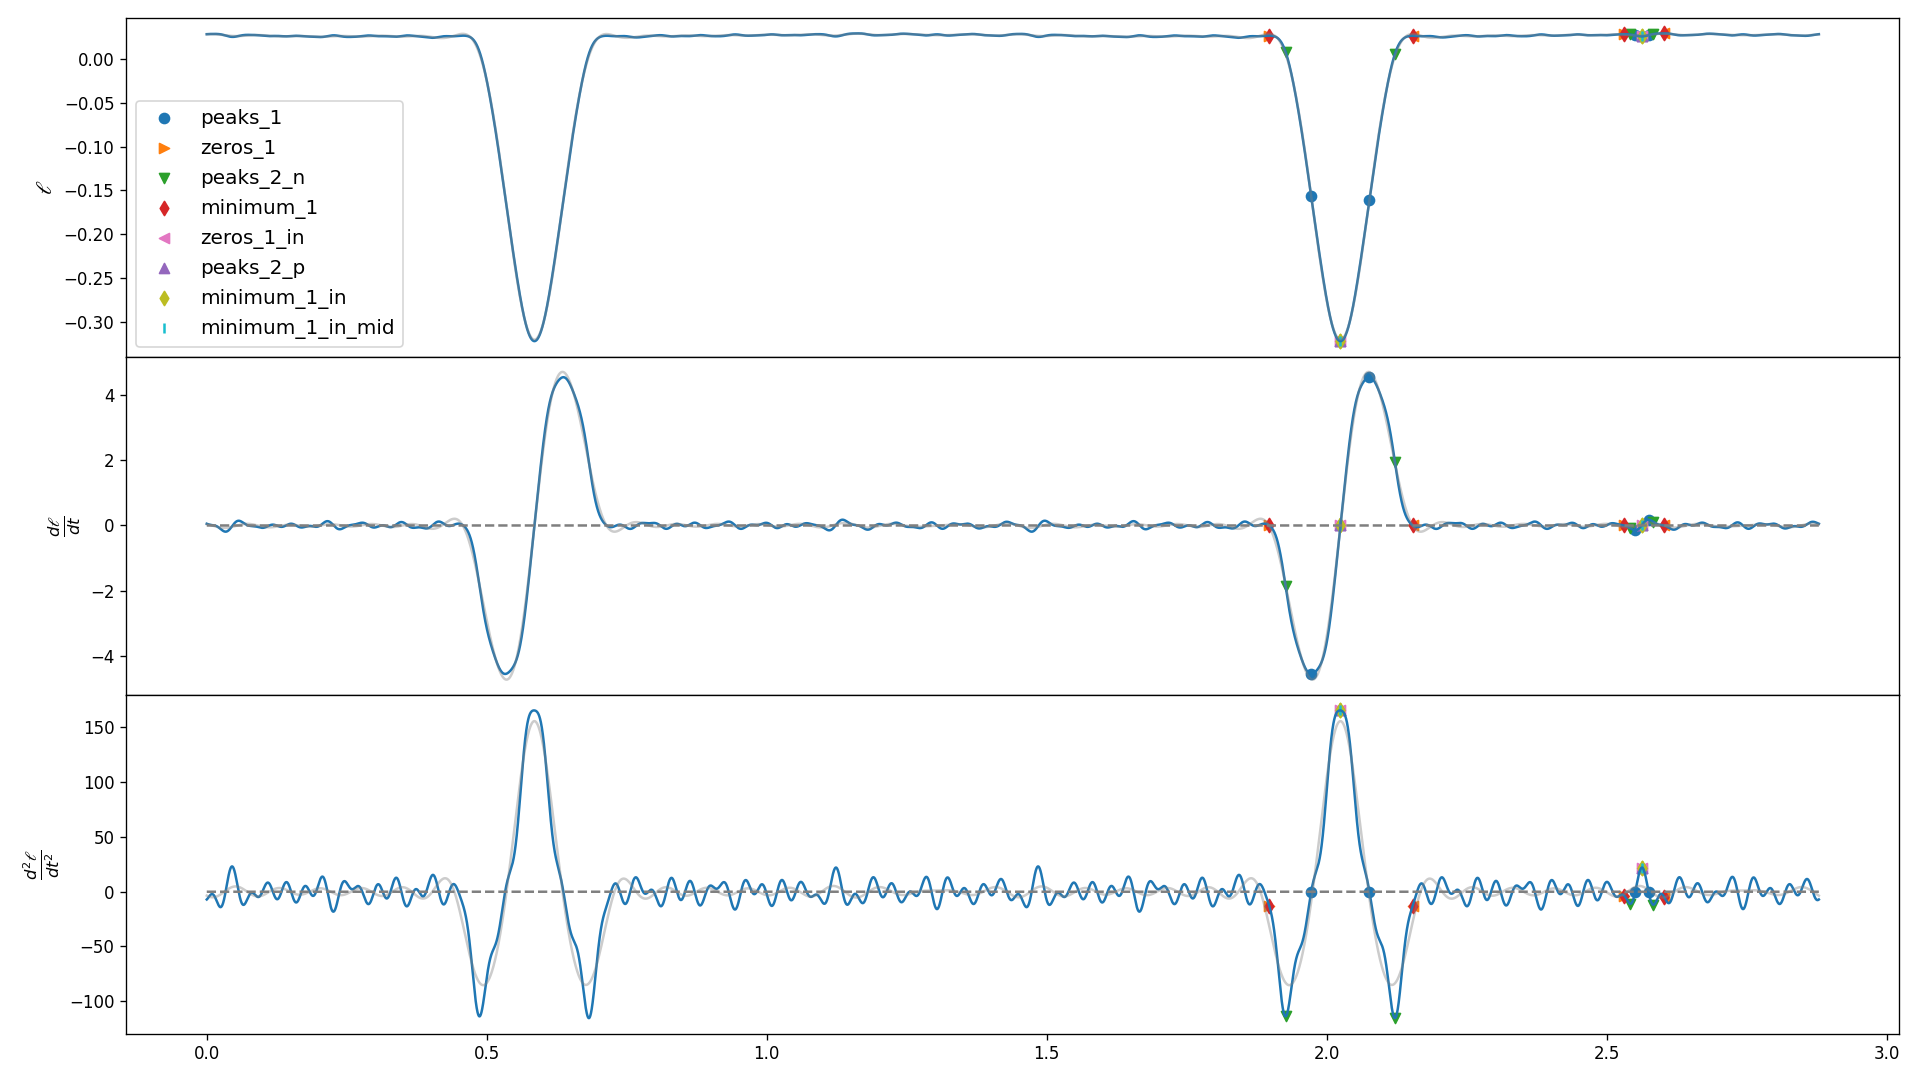 0.00
−0.05
−0.10
−0.15
−0.20
−0.25
−0.30
ℓ
peaks_1
zeros_1
peaks_2_n
minimum_1
zeros_1_in
peaks_2_p
minimum_1_in
minimum_1_in_mid
4
2
0
−2
−4
dℓ
dt
150
100
50
0
−50
−100
d²ℓ
dt²
0.0 0.5 1.0 1.5 2.0 2.5 3.0